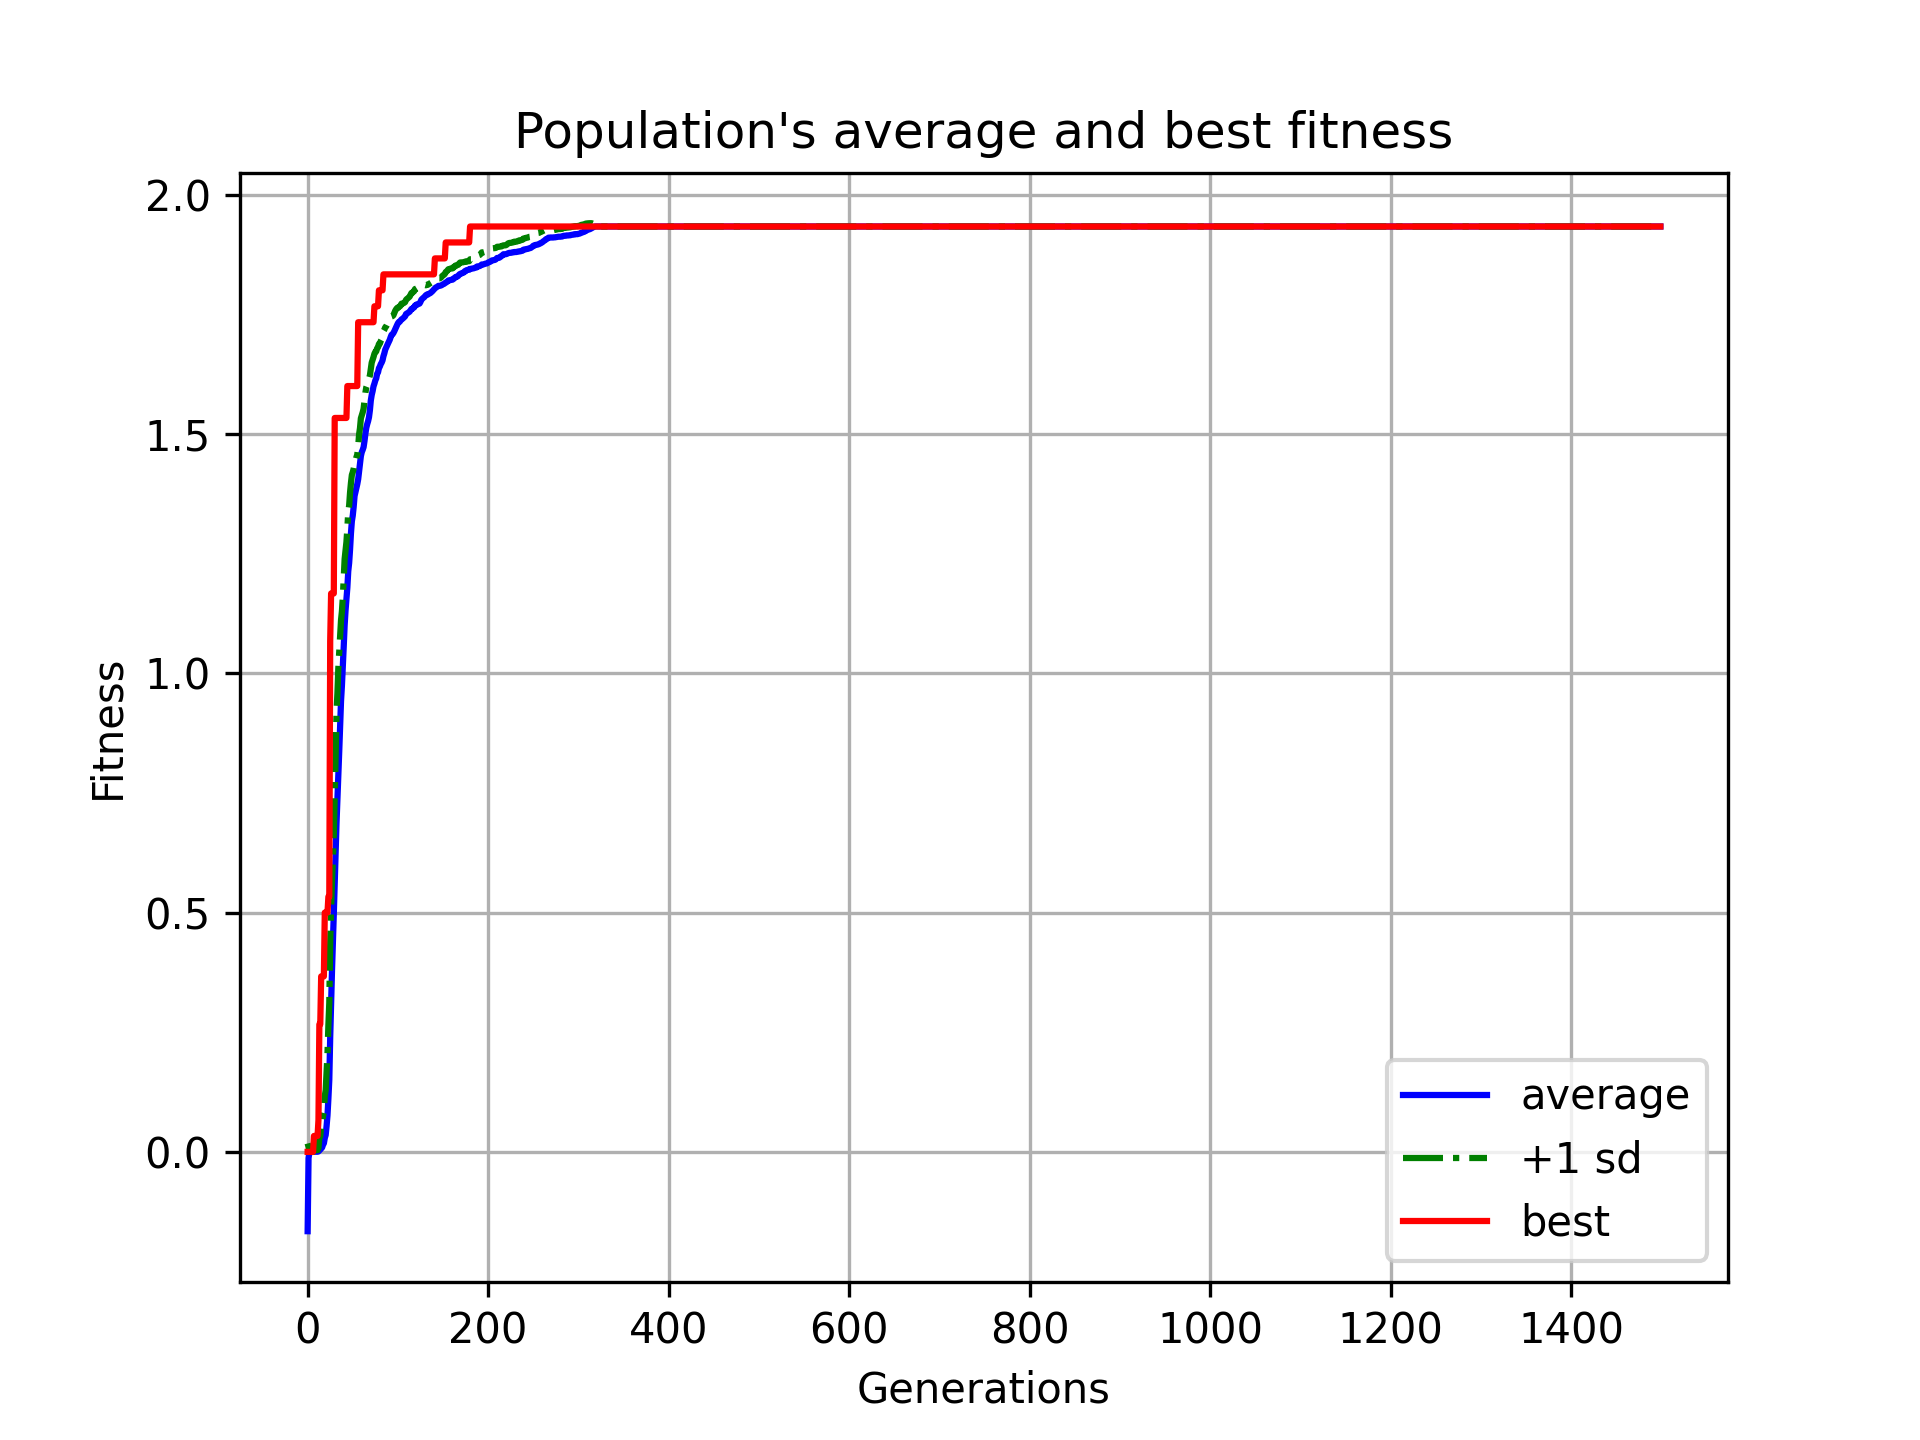 Population's average and best fitness
2.0
1.5
1.0
0.5
0.0
Fitness
0 200 400 600 800 1000 1200 1400
Generations
average
+1 sd
best